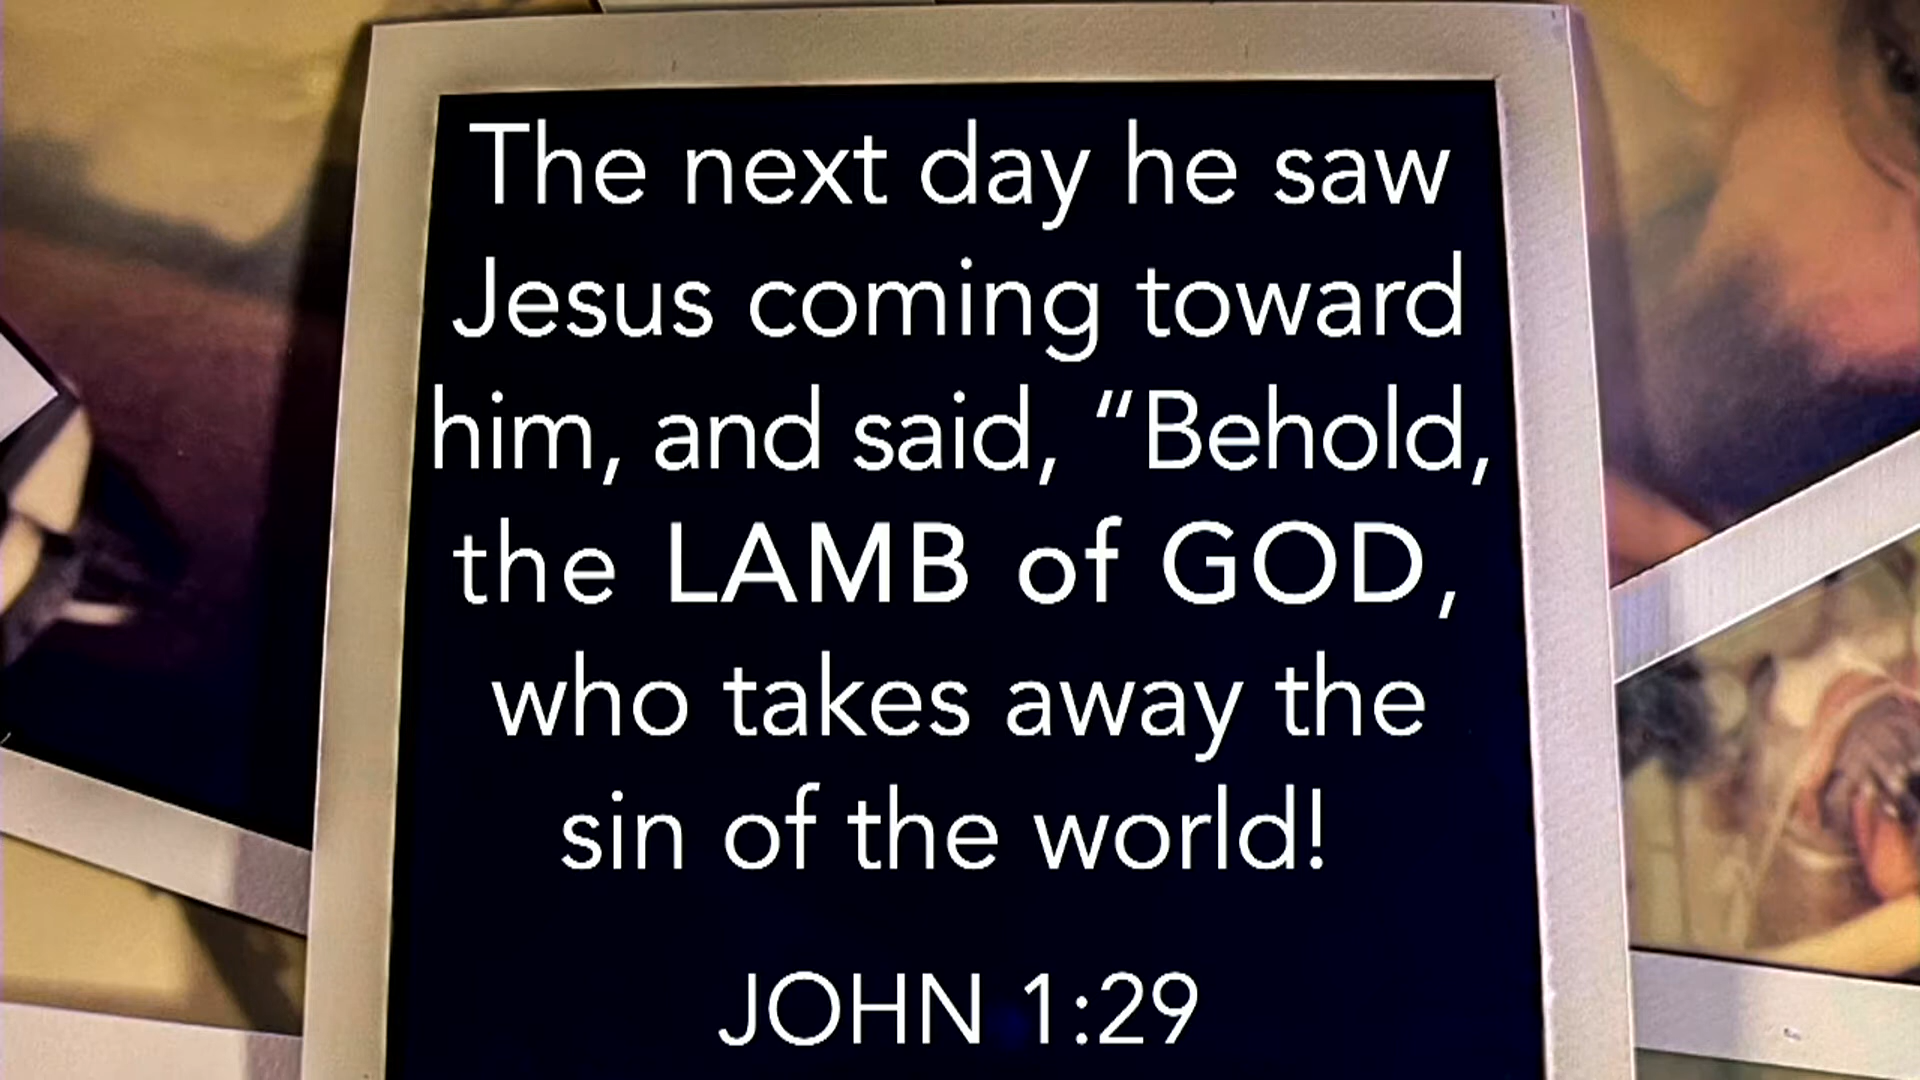 The next day he saw
Jesus coming toward
him, and said, “Behold,
the LAMB of GOD,
who takes away the
sin of the world!
JOHN 1:29